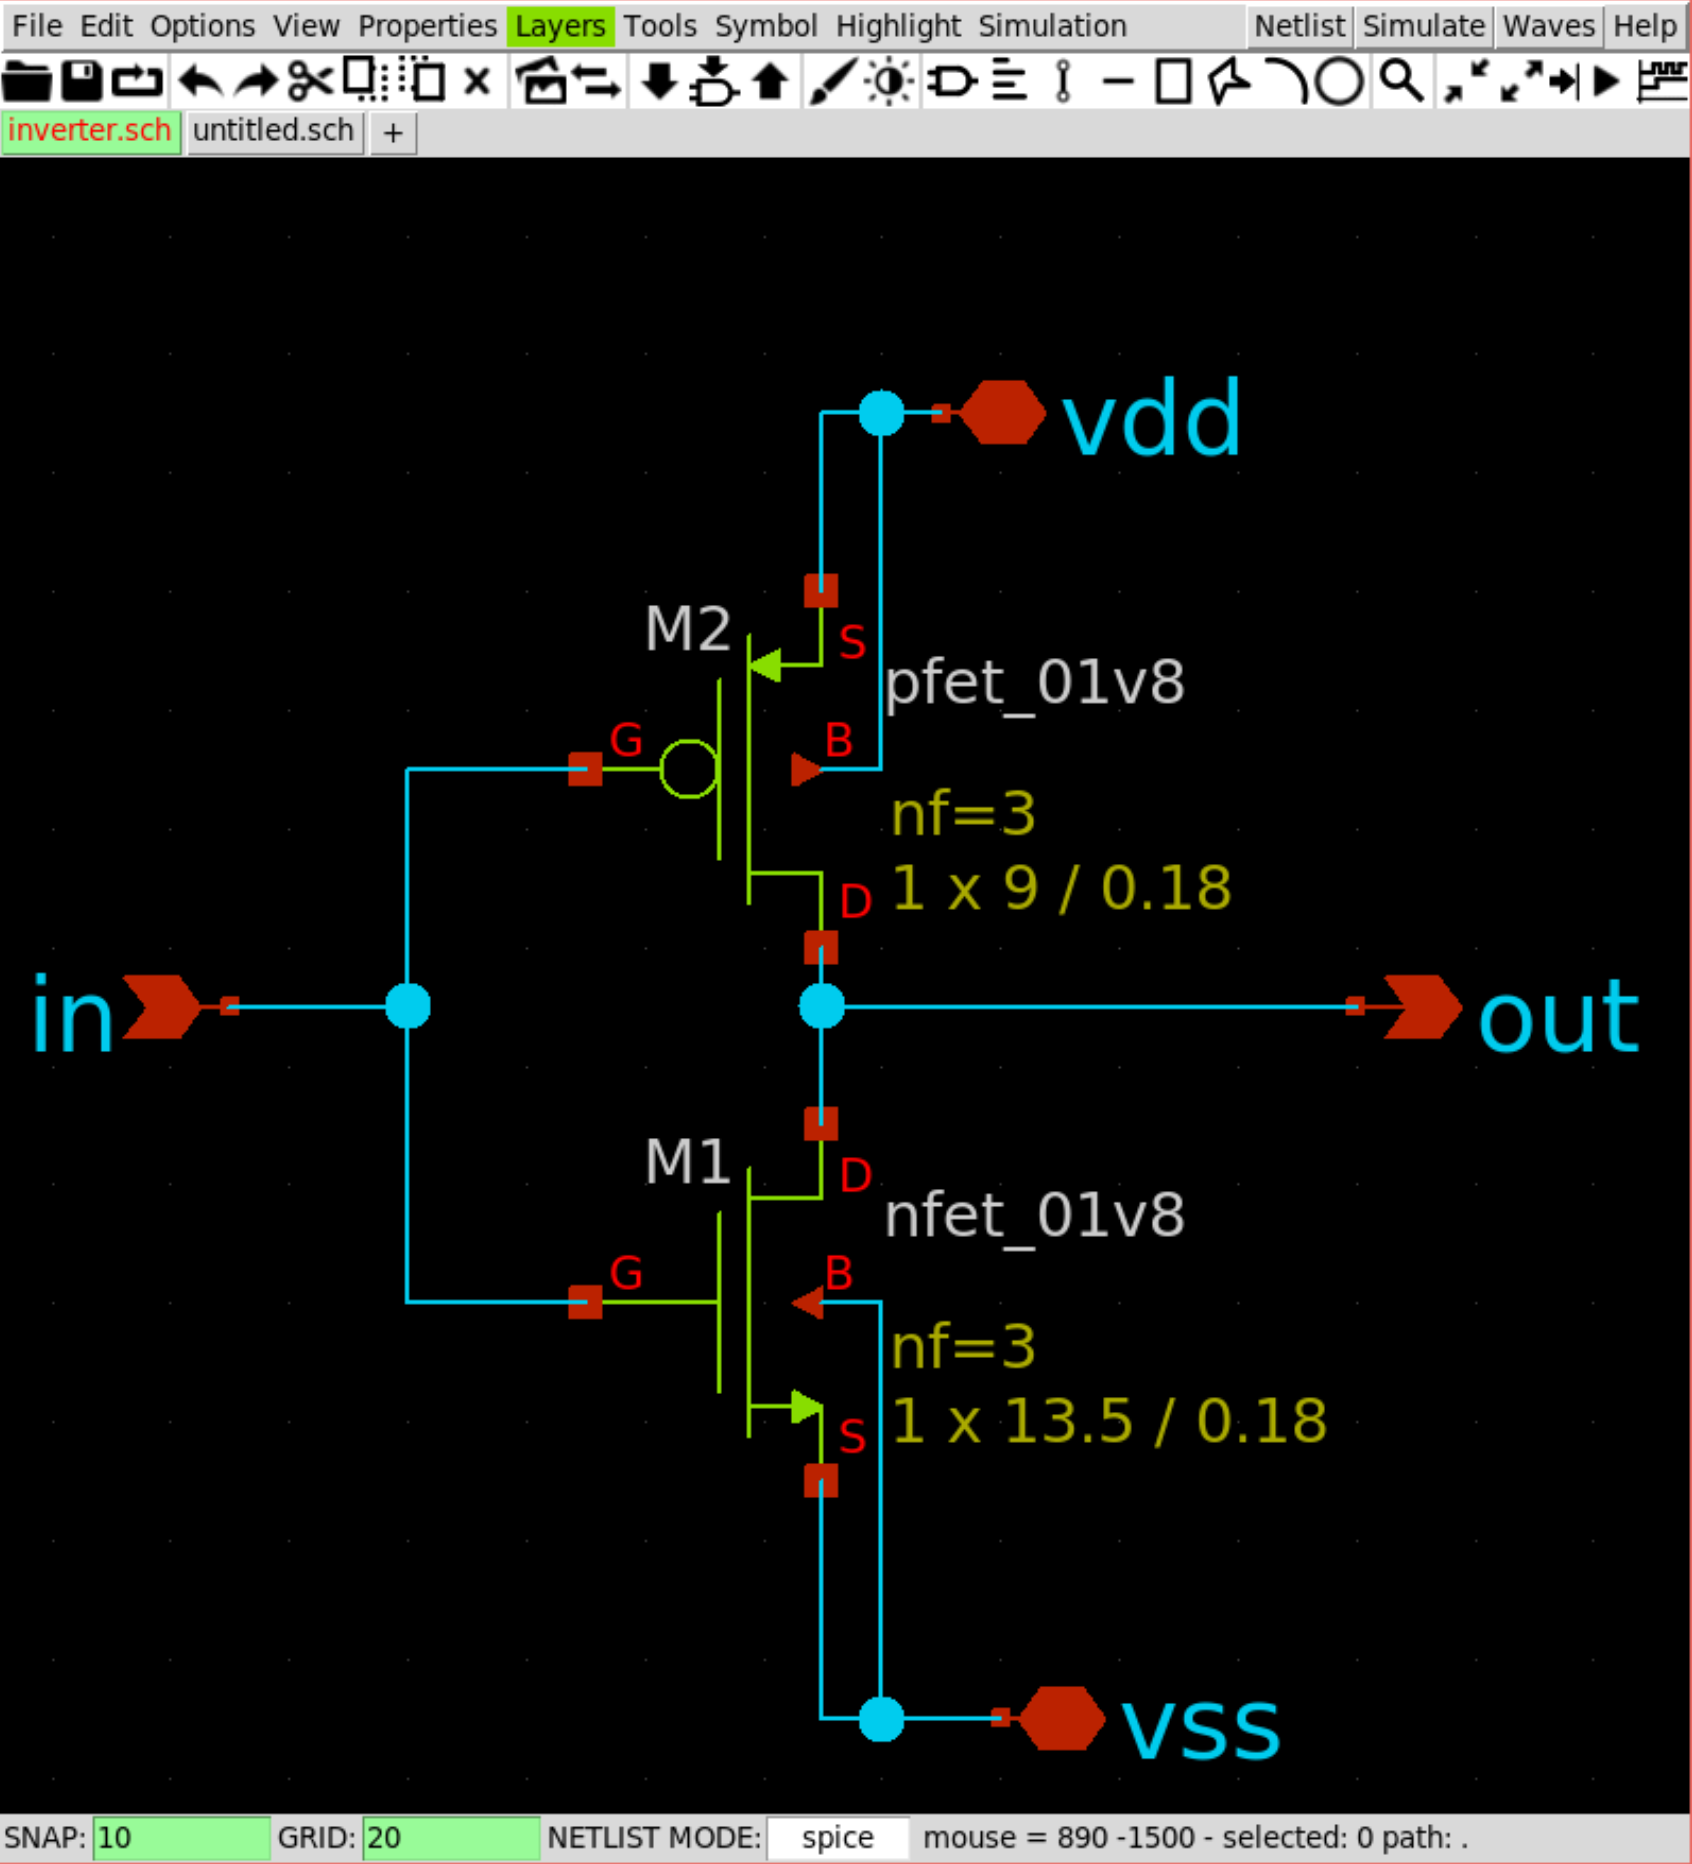 File Edit Options View Properties Layers Tools Symbol Highlight Simulation Netlist Simulate Waves Help
inverter.sch untitled.sch +
vdd
M2
S
pfet_01v8
G
B
nf=3
1 x 9 / 0.18
D
in
out
M1
D
nfet_01v8
G
B
nf=3
1 x 13.5 / 0.18
S
vss
SNAP: 10 GRID: 20 NETLIST MODE: spice mouse = 890 -1500 - selected: 0 path: .